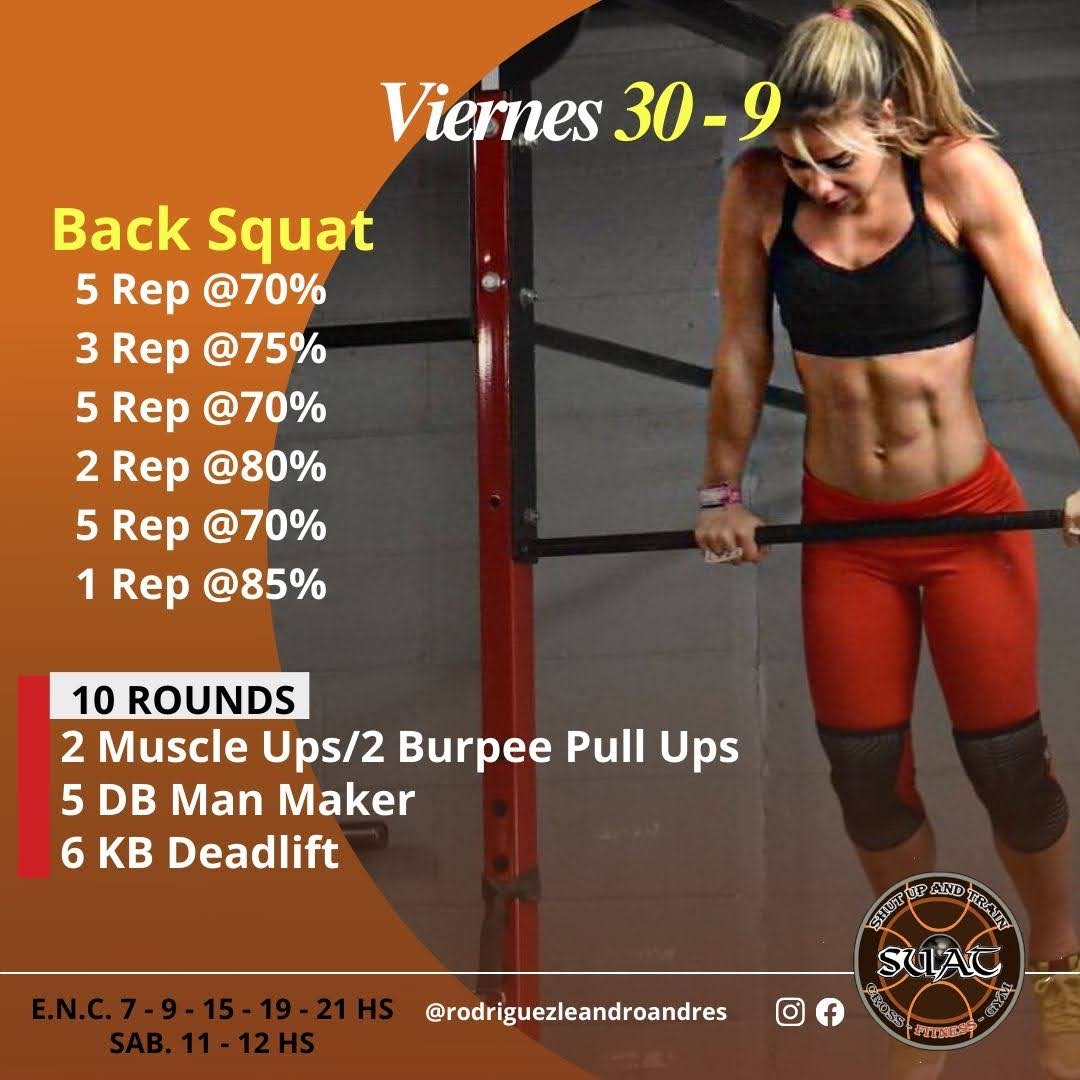 Viernes 30 - 9
Back Squat
5 Rep @70%
3 Rep @75%
5 Rep @70%
2 Rep @80%
5 Rep @70%
1 Rep @85%
10 ROUNDS
2 Muscle Ups/2 Burpee Pull Ups
5 DB Man Maker
6 KB Deadlift
E.N.C. 7 - 9 - 15 - 19 - 21 HS
SAB. 11 - 12 HS
@rodriguezleandroandres
SHUT UP AND TRAIN
SUAT
CROSS - FITNESS - GYM